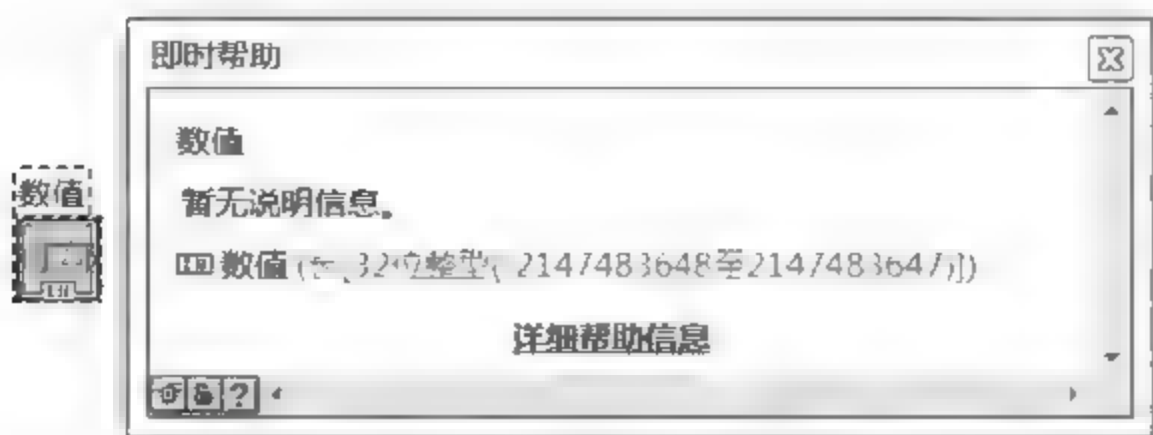 即时帮助
数值
暂无说明信息。
数值
数值 (长 [32位整型(-2147483648至2147483647)])
详细帮助信息
?